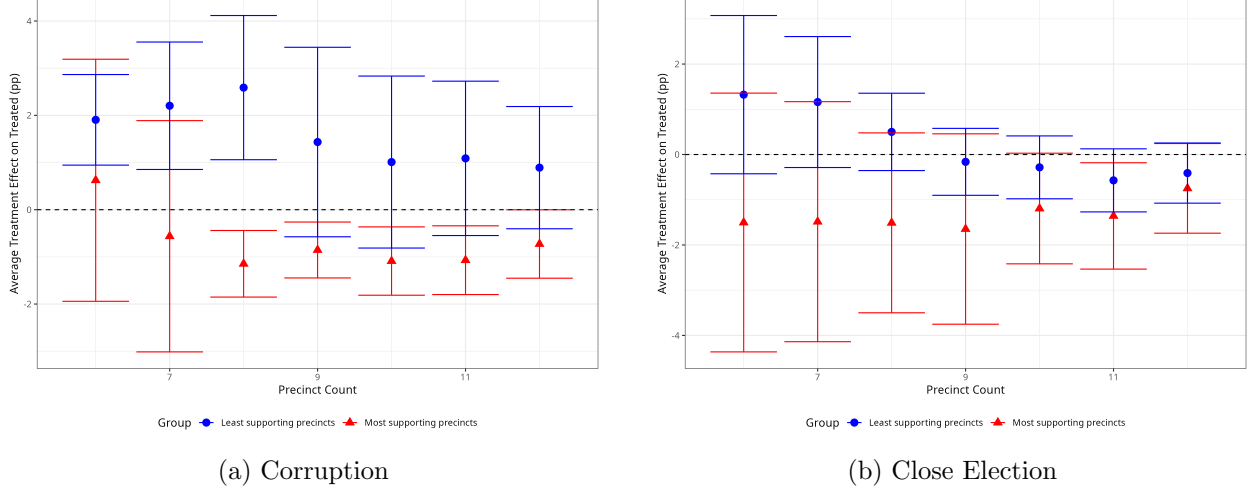 Average Treatment Effect on Treated (pp)
4
2
0
-2
7
9
11
Precinct Count
Group Least supporting precincts Most supporting precincts
(a) Corruption
Average Treatment Effect on Treated (pp)
2
0
-2
-4
7
9
11
Precinct Count
Group Least supporting precincts Most supporting precincts
(b) Close Election